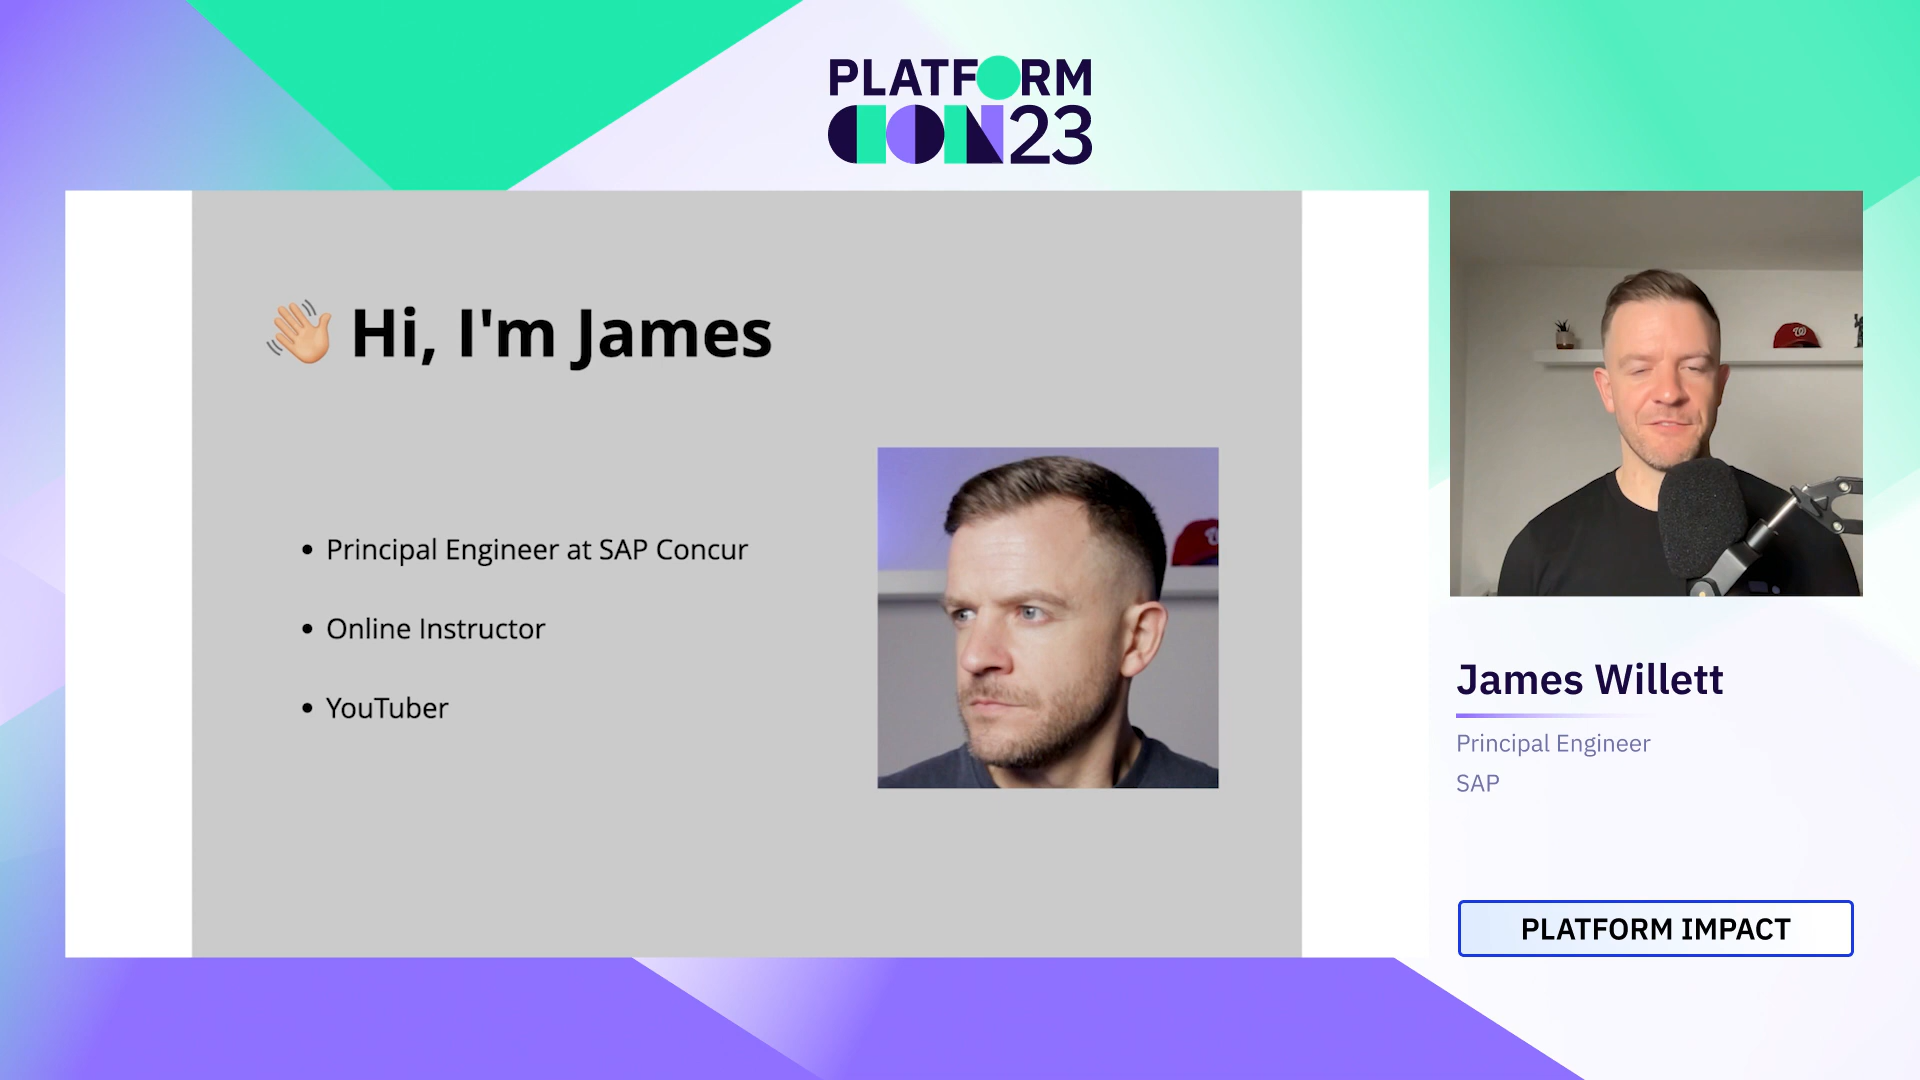 PLATFORM
CON23
👋🏼 Hi, I'm James
• Principal Engineer at SAP Concur
• Online Instructor
• YouTuber
James Willett
Principal Engineer
SAP
PLATFORM IMPACT